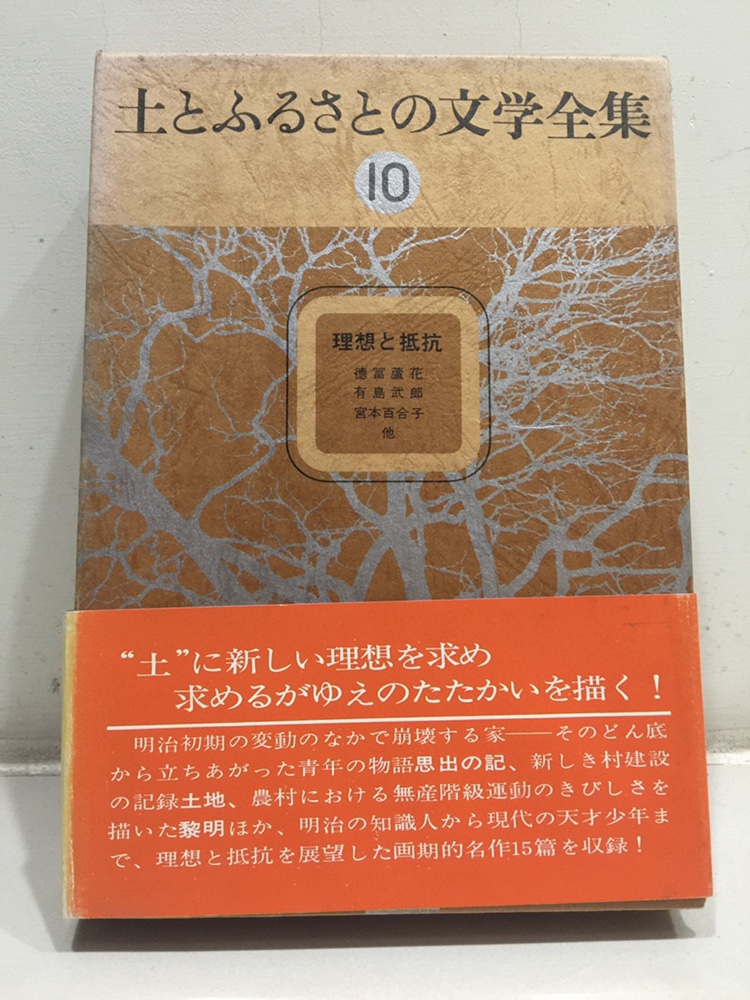 土とふるさとの文学全集
10
理想と抵抗
徳冨蘆花
有島武郎
宮本百合子
他
“土”に新しい理想を求め
求めるがゆえのたたかいを描く!
明治初期の変動のなかで崩壊する家――そのどん底
から立ちあがった青年の物語思出の記、新しき村建設
の記録土地、農村における無産階級運動のきびしさを
描いた黎明ほか、明治の知識人から現代の天才少年ま
で、理想と抵抗を展望した画期的名作15篇を収録!